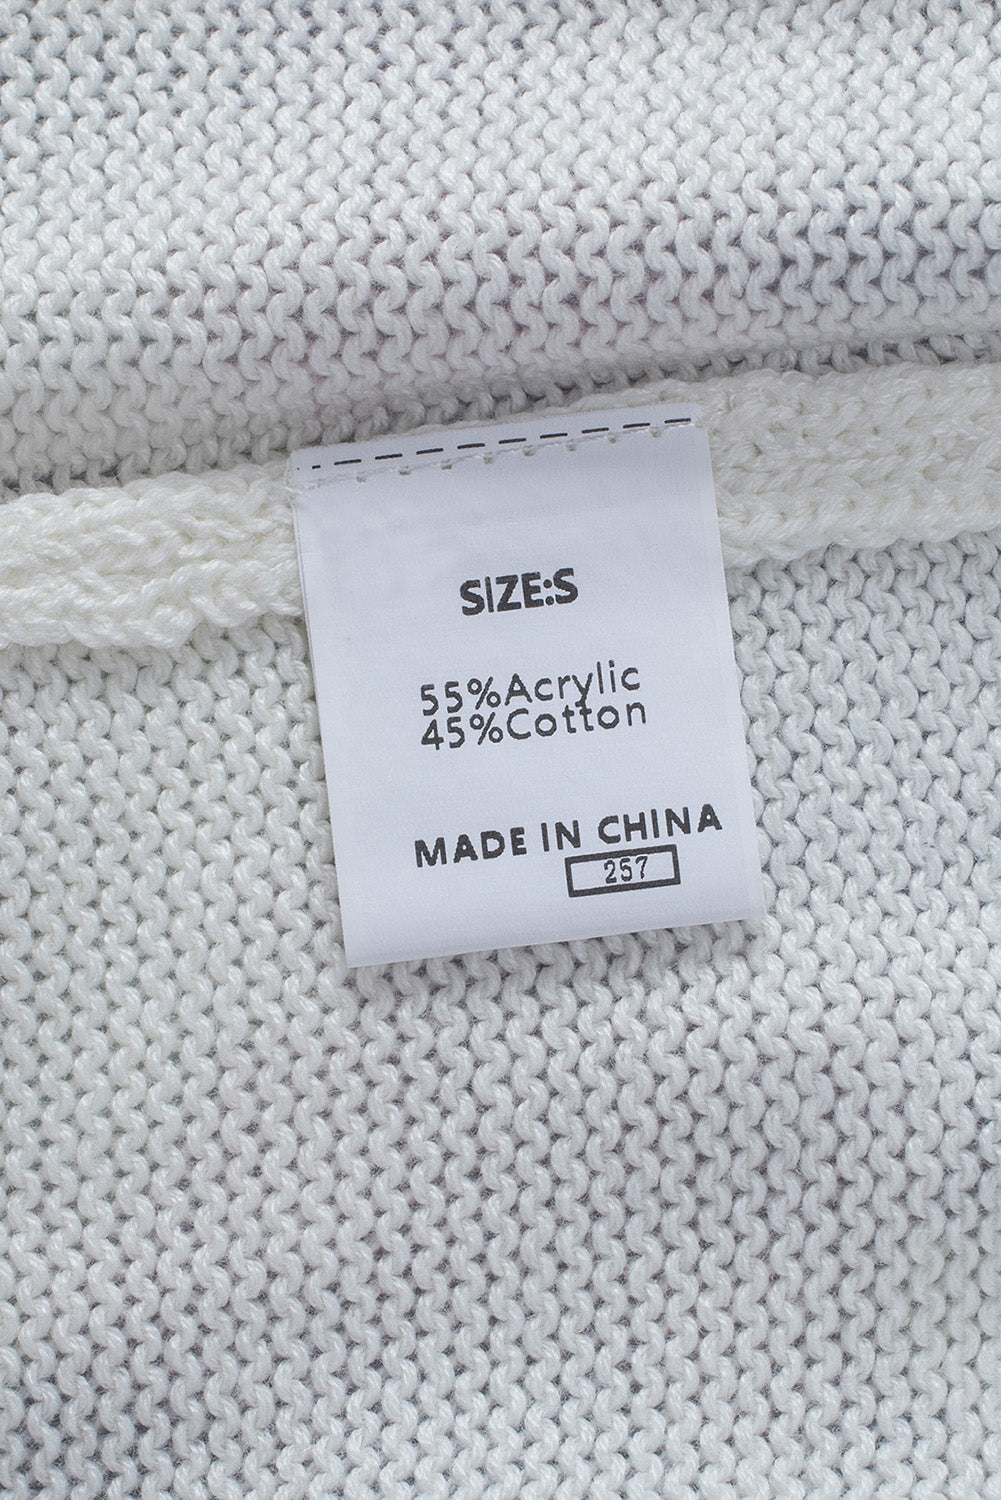 SIZE:S
55%Acrylic
45%Cotton
MADE IN CHINA
257